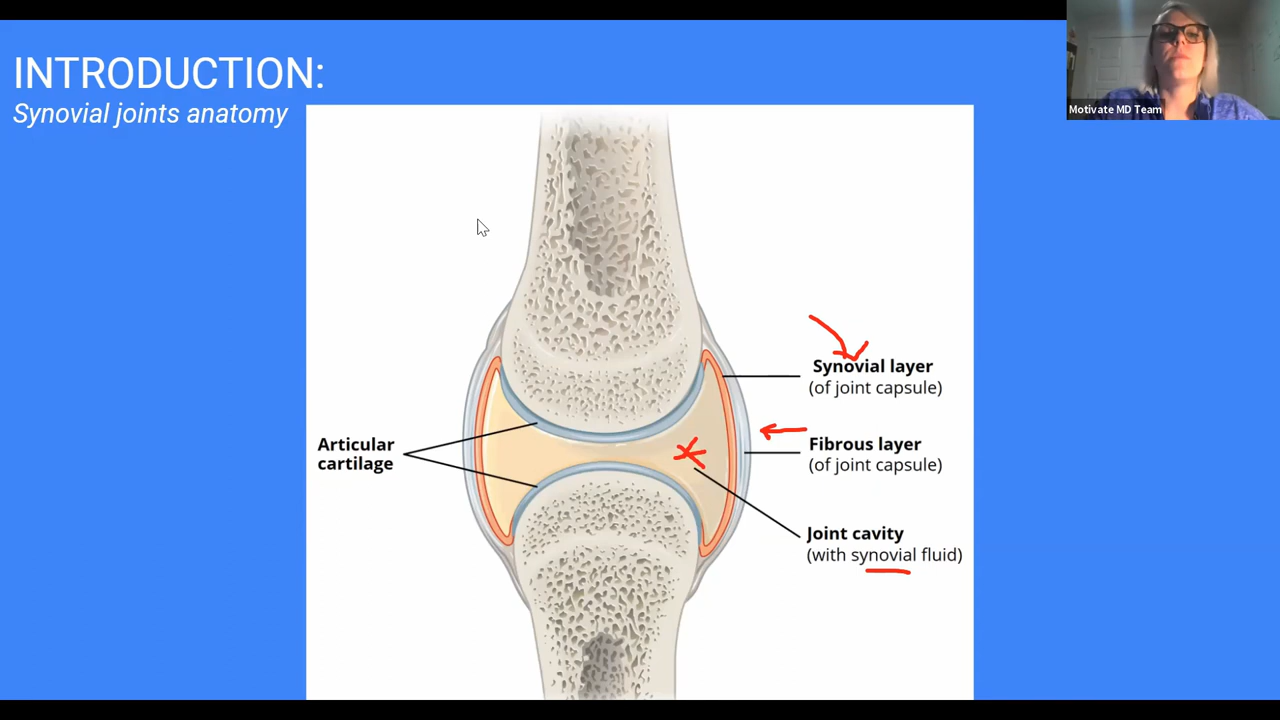 INTRODUCTION:
Synovial joints anatomy
Motivate MD Team
Synovial layer
(of joint capsule)
Articular
cartilage
Fibrous layer
(of joint capsule)
Joint cavity
(with synovial fluid)